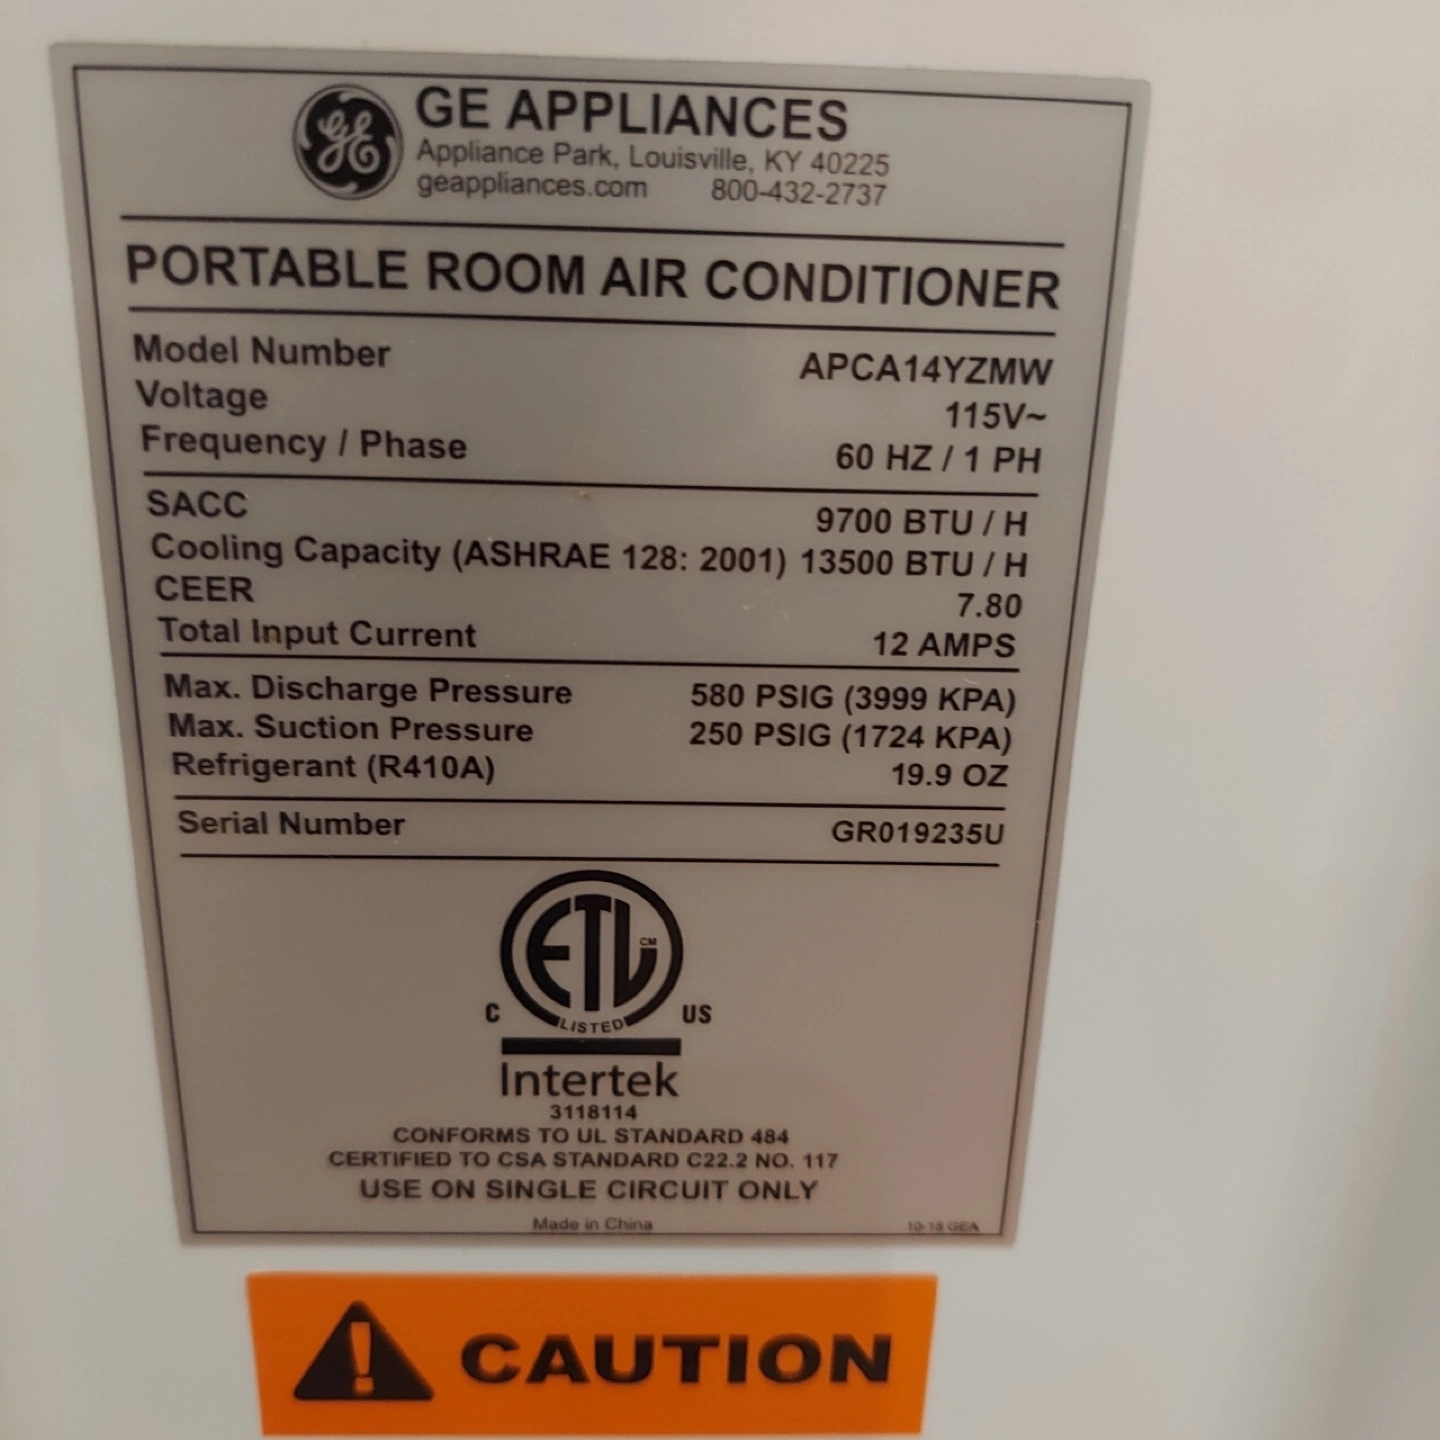 GE
GE APPLIANCES
Appliance Park, Louisville, KY 40225
geappliances.com 800-432-2737
PORTABLE ROOM AIR CONDITIONER
Model Number APCA14YZMW
Voltage 115V~
Frequency / Phase 60 HZ / 1 PH
SACC 9700 BTU / H
Cooling Capacity (ASHRAE 128: 2001) 13500 BTU / H
CEER 7.80
Total Input Current 12 AMPS
Max. Discharge Pressure 580 PSIG (3999 KPA)
Max. Suction Pressure 250 PSIG (1724 KPA)
Refrigerant (R410A) 19.9 OZ
Serial Number GR019235U
ETL CM
C LISTED US
Intertek
3118114
CONFORMS TO UL STANDARD 484
CERTIFIED TO CSA STANDARD C22.2 NO. 117
USE ON SINGLE CIRCUIT ONLY
Made in China 10-18 GEA
! CAUTION